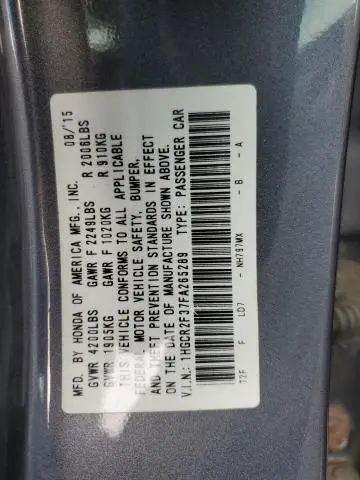 MFD. BY HONDA OF AMERICA MFG., INC. 08/'15
GVWR 4200LBS GAWR F 2249LBS R 2006LBS
GVWR 1905KG GAWR F 1020KG R 910KG
THIS VEHICLE CONFORMS TO ALL APPLICABLE
FEDERAL MOTOR VEHICLE SAFETY, BUMPER,
AND THEFT PREVENTION STANDARDS IN EFFECT
ON THE DATE OF MANUFACTURE SHOWN ABOVE.
V.I.N.: 1HGCR2F37FA265289 TYPE: PASSENGER CAR
T2F F LD7 - NH797MX - B - A